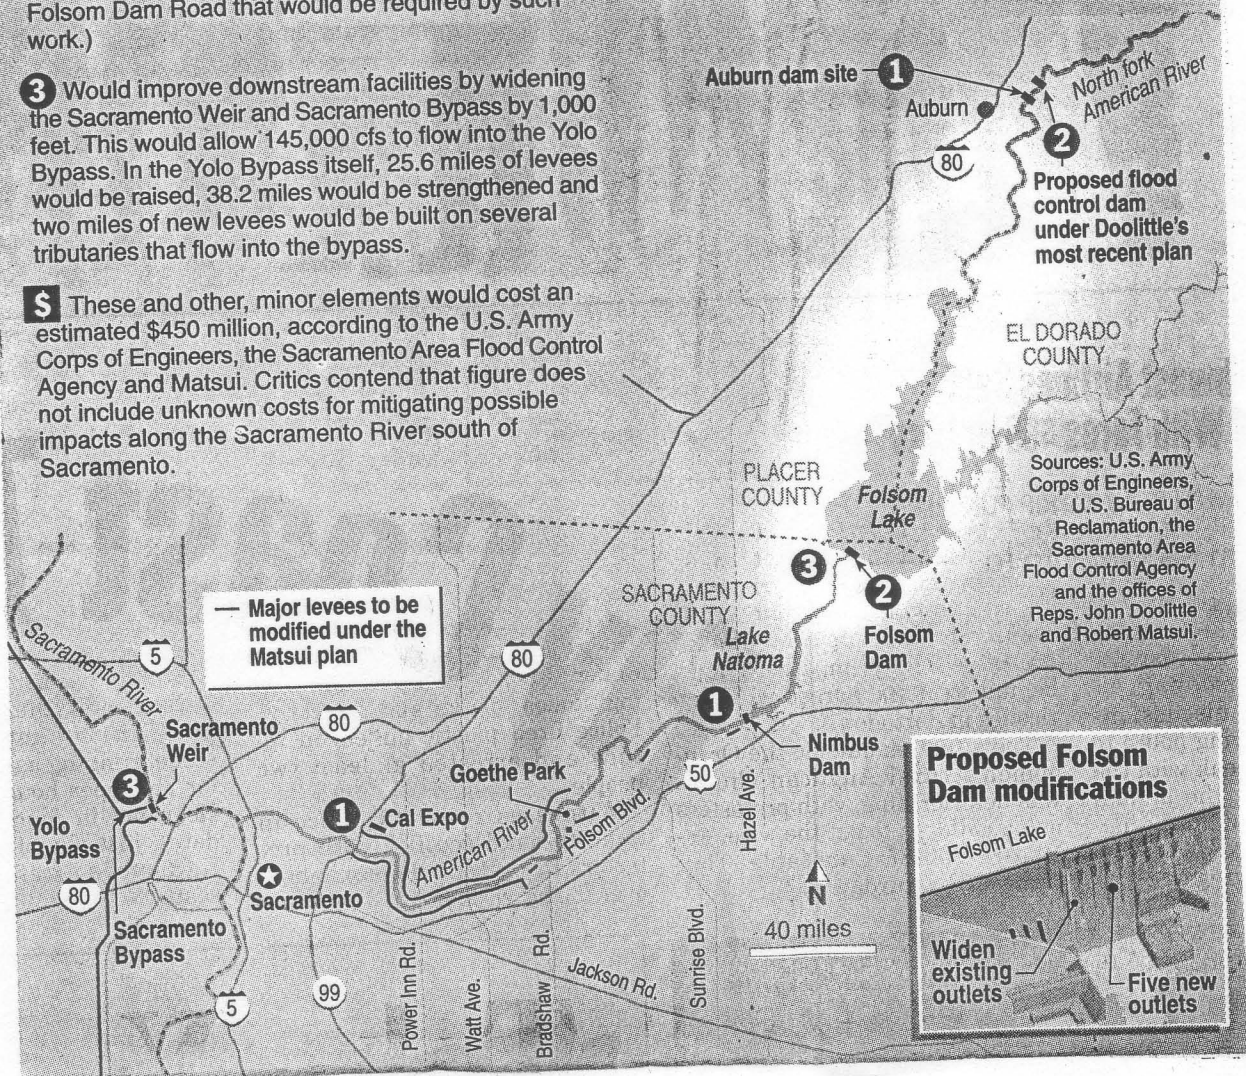 Folsom Dam Road that would be required by such
work.)
3 Would improve downstream facilities by widening
the Sacramento Weir and Sacramento Bypass by 1,000
feet. This would allow 145,000 cfs to flow into the Yolo
Bypass. In the Yolo Bypass itself, 25.6 miles of levees
would be raised, 38.2 miles would be strengthened and
two miles of new levees would be built on several
tributaries that flow into the bypass.
$ These and other, minor elements would cost an
estimated $450 million, according to the U.S. Army
Corps of Engineers, the Sacramento Area Flood Control
Agency and Matsui. Critics contend that figure does
not include unknown costs for mitigating possible
impacts along the Sacramento River south of
Sacramento.
Auburn dam site
1
Auburn
North fork
American River
2
80
Proposed flood
control dam
under Doolittle's
most recent plan
EL DORADO
COUNTY
PLACER
COUNTY
Folsom
Lake
Sources: U.S. Army
Corps of Engineers,
U.S. Bureau of
Reclamation, the
Sacramento Area
Flood Control Agency
and the offices of
Reps. John Doolittle
and Robert Matsui.
3
2
Folsom
Dam
SACRAMENTO
COUNTY
Lake
Natoma
— Major levees to be
modified under the
Matsui plan
Sacramento River
5
80
80
Sacramento
Weir
1
Nimbus
Dam
50
Hazel Ave.
Goethe Park
Folsom Blvd.
3
1
Cal Expo
American River
Yolo
Bypass
80
Sacramento
Sacramento
Bypass
5
99
Power Inn Rd.
Watt Ave.
Bradshaw Rd.
Jackson Rd.
Sunrise Blvd.
N
40 miles
Proposed Folsom
Dam modifications
Folsom Lake
Widen
existing
outlets
Five new
outlets